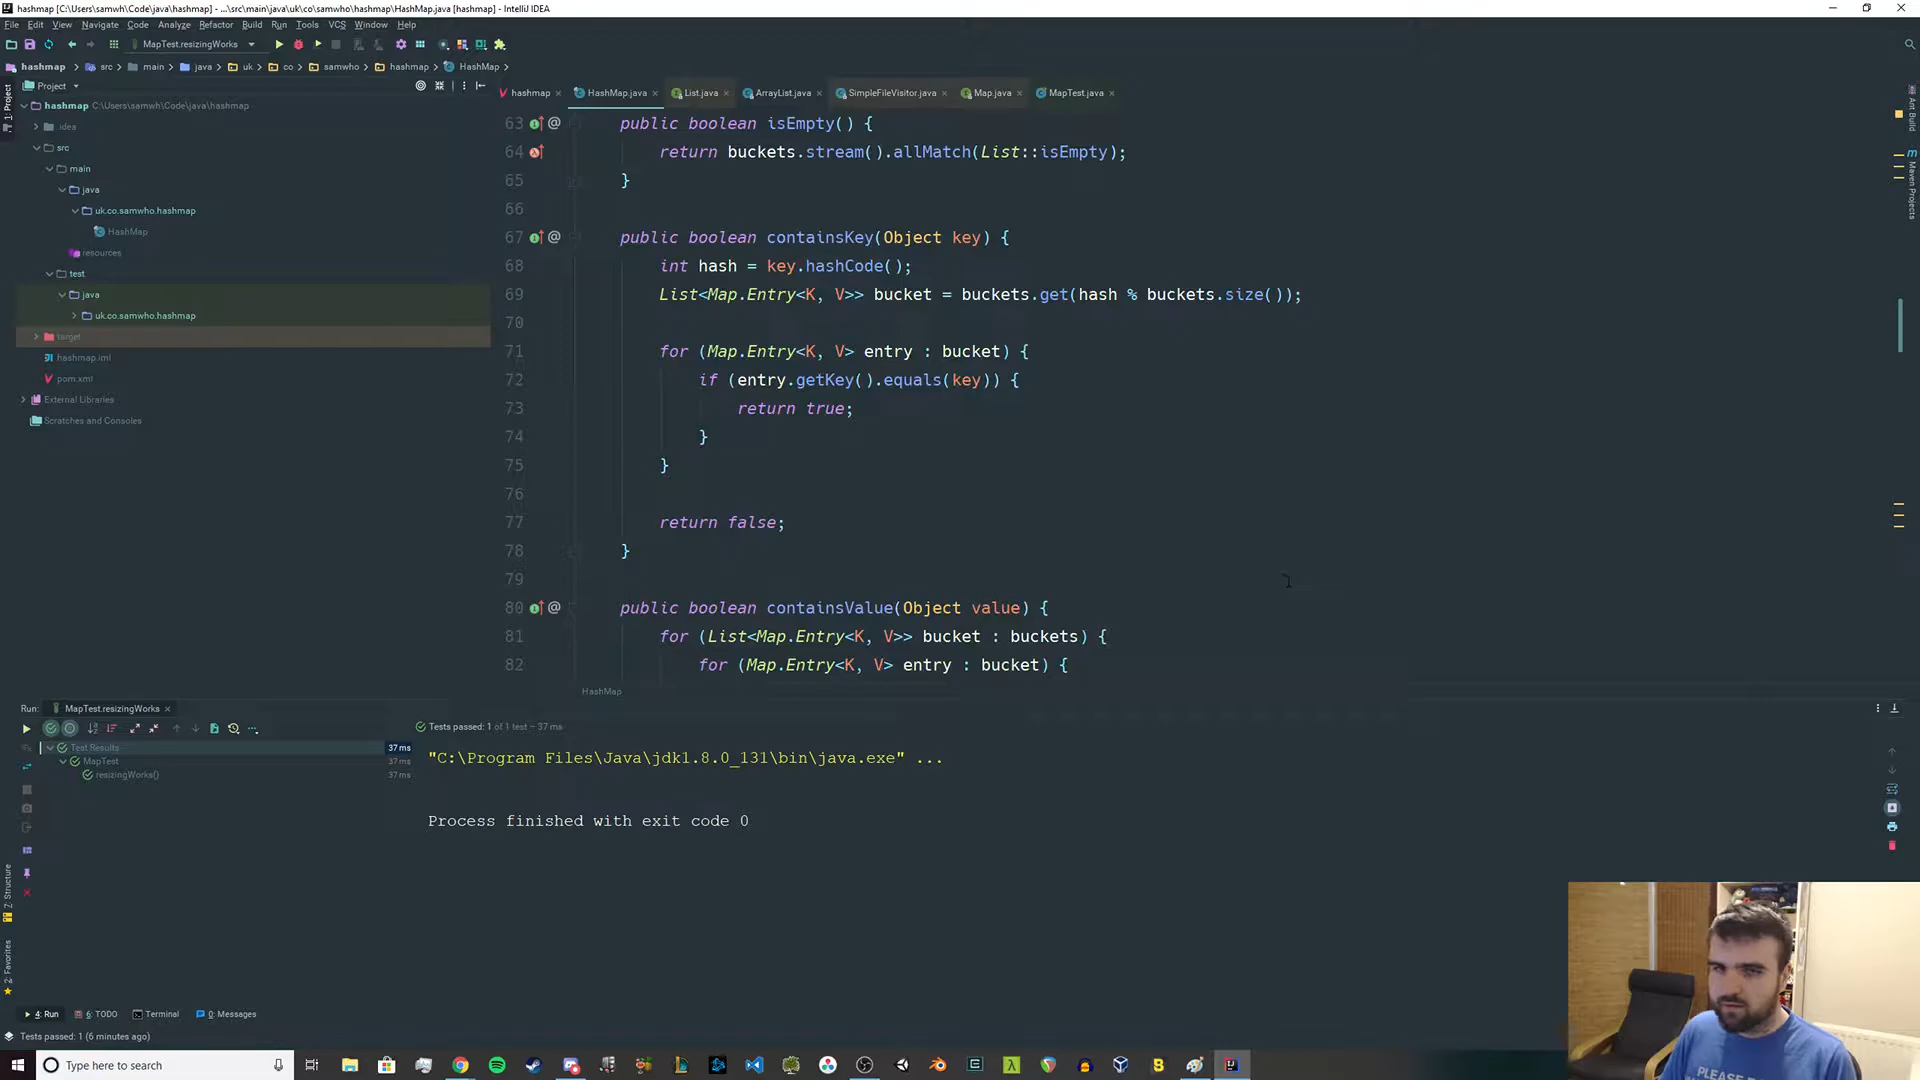 hashmap [C:\Users\samwh\Code\java\hashmap] - ...\src\main\java\uk\co\samwho\hashmap\HashMap.java [hashmap] - IntelliJ IDEA
File Edit View Navigate Code Analyze Refactor Build Run Tools VCS Window Help
MapTest.resizingWorks
hashmap src main java uk co samwho hashmap HashMap
Project
hashmap HashMap.java List.java ArrayList.java SimpleFileVisitor.java Map.java MapTest.java
1: Project
hashmap C:\Users\samwh\Code\java\hashmap
.idea
src
main
java
uk.co.samwho.hashmap
HashMap
resources
test
java
uk.co.samwho.hashmap
target
hashmap.iml
pom.xml
External Libraries
Scratches and Consoles
63 public boolean isEmpty() {
64 return buckets.stream().allMatch(List::isEmpty);
65 }
66
67 public boolean containsKey(Object key) {
68 int hash = key.hashCode();
69 List<Map.Entry<K, V>> bucket = buckets.get(hash % buckets.size());
70
71 for (Map.Entry<K, V> entry : bucket) {
72 if (entry.getKey().equals(key)) {
73 return true;
74 }
75 }
76
77 return false;
78 }
79
80 public boolean containsValue(Object value) {
81 for (List<Map.Entry<K, V>> bucket : buckets) {
82 for (Map.Entry<K, V> entry : bucket) {
HashMap
Ant Build
Maven Projects
Run: MapTest.resizingWorks
Tests passed: 1 of 1 test – 37 ms
Test Results 37 ms
MapTest 37 ms
resizingWorks() 37 ms
"C:\Program Files\Java\jdk1.8.0_131\bin\java.exe" ...
Process finished with exit code 0
7: Structure
2: Favorites
4: Run 6: TODO Terminal 0: Messages
Tests passed: 1 (6 minutes ago)
Type here to search
PLEASE